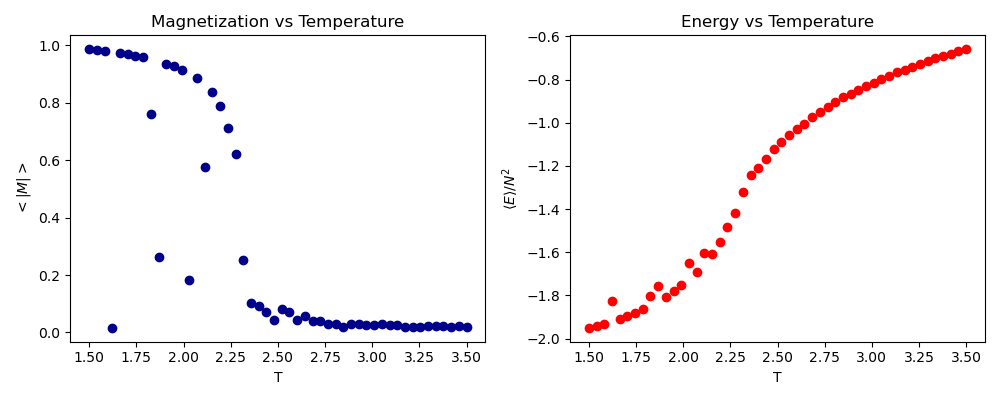 Magnetization vs Temperature
1.0
0.8
0.6
0.4
0.2
0.0
< |M| >
1.50 1.75 2.00 2.25 2.50 2.75 3.00 3.25 3.50
T
Energy vs Temperature
−0.6
−0.8
−1.0
−1.2
−1.4
−1.6
−1.8
−2.0
⟨E⟩/N²
1.50 1.75 2.00 2.25 2.50 2.75 3.00 3.25 3.50
T